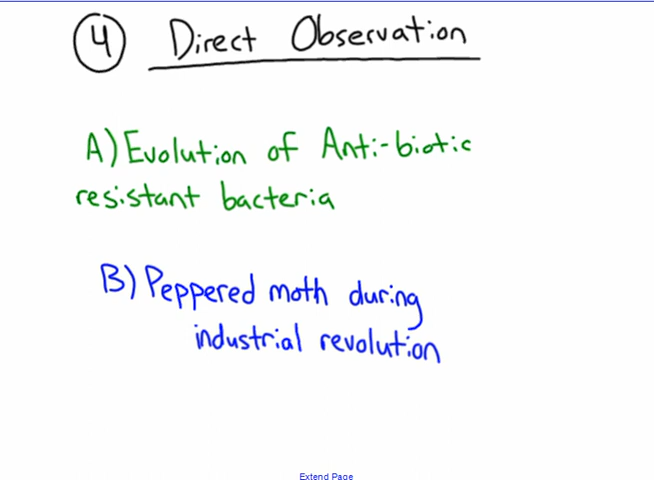 4 Direct Observation
A) Evolution of Anti-biotic
resistant bacteria
B) Peppered moth during
industrial revolution
Extend Page